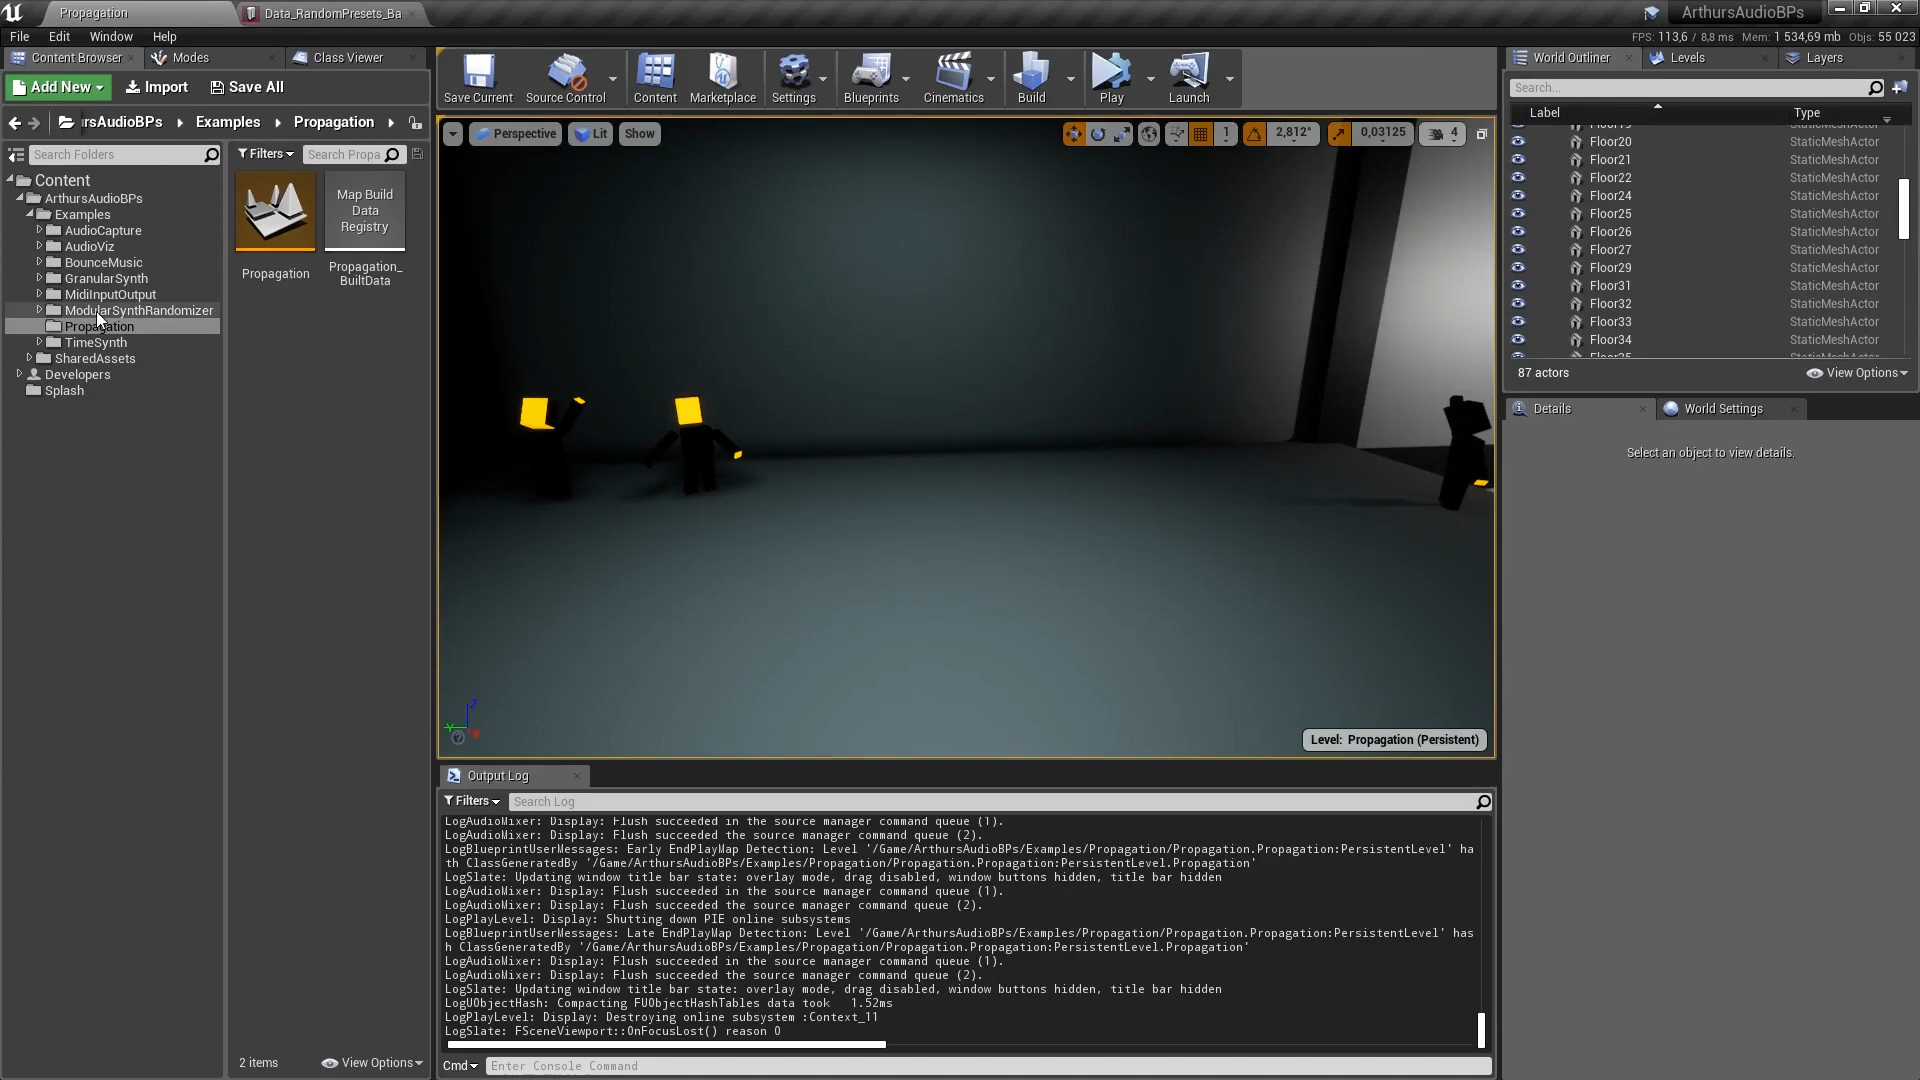 Propagation
Data_RandomPresets_Ba
ArthursAudioBPs
File Edit Window Help
FPS: 113,6 / 8,8 ms Mem: 1 534,69 mb Objs: 55 023
Content Browser
Modes
Class Viewer
Add New
Import
Save All
rsAudioBPs
Examples
Propagation
Search Folders
Filters
Search Propa
Content
ArthursAudioBPs
Examples
AudioCapture
AudioViz
BounceMusic
GranularSynth
MidiInputOutput
ModularSynthRandomizer
Propagation
TimeSynth
SharedAssets
Developers
Splash
Map Build
Data
Registry
Propagation
Propagation_
BuiltData
2 items
View Options
Save Current
Source Control
Content
Marketplace
Settings
Blueprints
Cinematics
Build
Play
Launch
Perspective
Lit
Show
1
2,812°
0,03125
4
Level: Propagation (Persistent)
Output Log
Filters
Search Log
LogAudioMixer: Display: Flush succeeded in the source manager command queue (1).
LogAudioMixer: Display: Flush succeeded the source manager command queue (2).
LogBlueprintUserMessages: Early EndPlayMap Detection: Level '/Game/ArthursAudioBPs/Examples/Propagation/Propagation.Propagation:PersistentLevel' ha
th ClassGeneratedBy '/Game/ArthursAudioBPs/Examples/Propagation/Propagation.Propagation:PersistentLevel.Propagation'
LogSlate: Updating window title bar state: overlay mode, drag disabled, window buttons hidden, title bar hidden
LogAudioMixer: Display: Flush succeeded in the source manager command queue (1).
LogAudioMixer: Display: Flush succeeded the source manager command queue (2).
LogPlayLevel: Display: Shutting down PIE online subsystems
LogBlueprintUserMessages: Late EndPlayMap Detection: Level '/Game/ArthursAudioBPs/Examples/Propagation/Propagation.Propagation:PersistentLevel' has
h ClassGeneratedBy '/Game/ArthursAudioBPs/Examples/Propagation/Propagation.Propagation:PersistentLevel.Propagation'
LogAudioMixer: Display: Flush succeeded in the source manager command queue (1).
LogAudioMixer: Display: Flush succeeded the source manager command queue (2).
LogSlate: Updating window title bar state: overlay mode, drag disabled, window buttons hidden, title bar hidden
LogUObjectHash: Compacting FUObjectHashTables data took 1.52ms
LogPlayLevel: Display: Destroying online subsystem :Context_11
LogSlate: FSceneViewport::OnFocusLost() reason 0
Cmd
Enter Console Command
World Outliner
Levels
Layers
Search...
Label Type
Floor20 StaticMeshActor
Floor21 StaticMeshActor
Floor22 StaticMeshActor
Floor24 StaticMeshActor
Floor25 StaticMeshActor
Floor26 StaticMeshActor
Floor27 StaticMeshActor
Floor29 StaticMeshActor
Floor31 StaticMeshActor
Floor32 StaticMeshActor
Floor33 StaticMeshActor
Floor34 StaticMeshActor
87 actors
View Options
Details
World Settings
Select an object to view details.